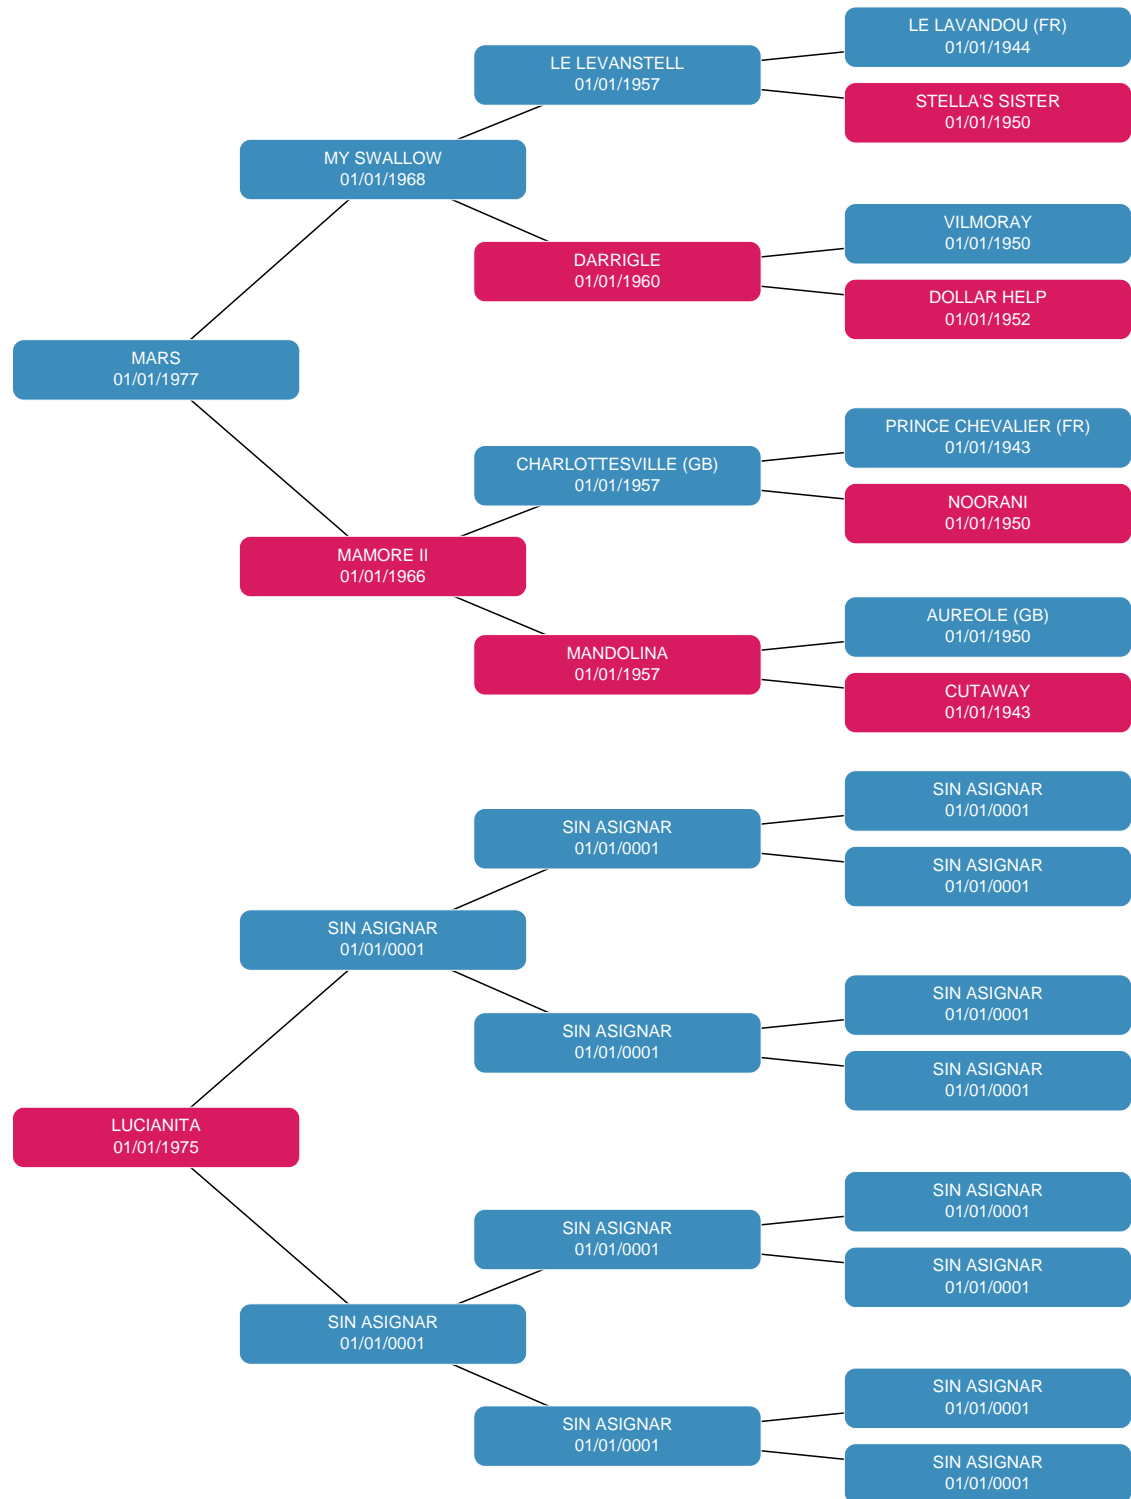 LE LAVANDOU (FR)
01/01/1944
LE LEVANSTELL
01/01/1957
STELLA'S SISTER
01/01/1950
MY SWALLOW
01/01/1968
VILMORAY
01/01/1950
DARRIGLE
01/01/1960
DOLLAR HELP
01/01/1952
MARS
01/01/1977
PRINCE CHEVALIER (FR)
01/01/1943
CHARLOTTESVILLE (GB)
01/01/1957
NOORANI
01/01/1950
MAMORE II
01/01/1966
AUREOLE (GB)
01/01/1950
MANDOLINA
01/01/1957
CUTAWAY
01/01/1943
SIN ASIGNAR
01/01/0001
SIN ASIGNAR
01/01/0001
SIN ASIGNAR
01/01/0001
SIN ASIGNAR
01/01/0001
SIN ASIGNAR
01/01/0001
SIN ASIGNAR
01/01/0001
SIN ASIGNAR
01/01/0001
LUCIANITA
01/01/1975
SIN ASIGNAR
01/01/0001
SIN ASIGNAR
01/01/0001
SIN ASIGNAR
01/01/0001
SIN ASIGNAR
01/01/0001
SIN ASIGNAR
01/01/0001
SIN ASIGNAR
01/01/0001
SIN ASIGNAR
01/01/0001